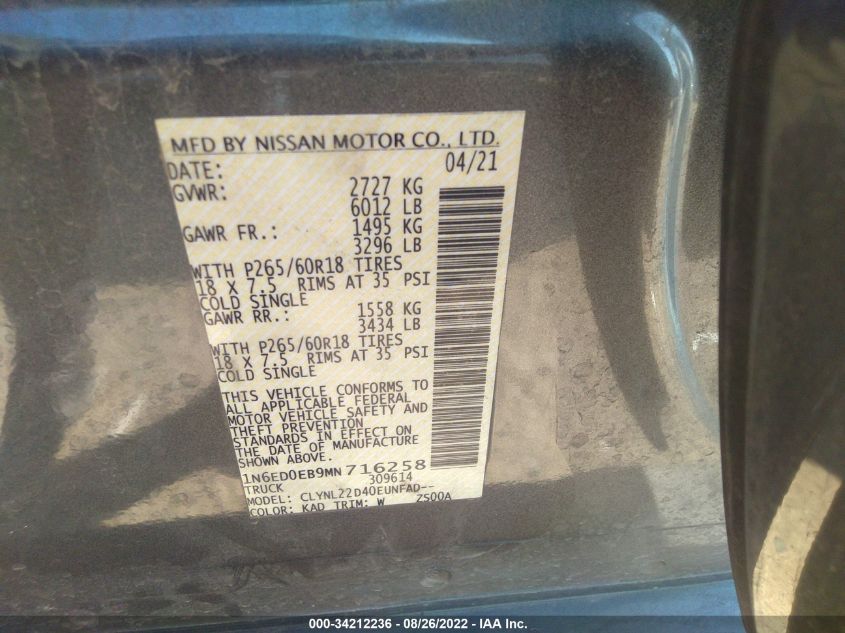 MFD BY NISSAN MOTOR CO., LTD.
DATE: 04/21
GVWR: 2727 KG
6012 LB
GAWR FR.: 1495 KG
3296 LB
WITH P265/60R18 TIRES
18 X 7.5 RIMS AT 35 PSI
COLD SINGLE
GAWR RR.: 1558 KG
3434 LB
WITH P265/60R18 TIRES
18 X 7.5 RIMS AT 35 PSI
COLD SINGLE
THIS VEHICLE CONFORMS TO
ALL APPLICABLE FEDERAL
MOTOR VEHICLE SAFETY AND
THEFT PREVENTION
STANDARDS IN EFFECT ON
THE DATE OF MANUFACTURE
SHOWN ABOVE.
1N6ED0EB9MN716258
TRUCK 309614
MODEL: CLYNL22D40EUNFAD--
COLOR: KAD TRIM: W ZS00A
000-34212236 - 08/26/2022 - IAA Inc.